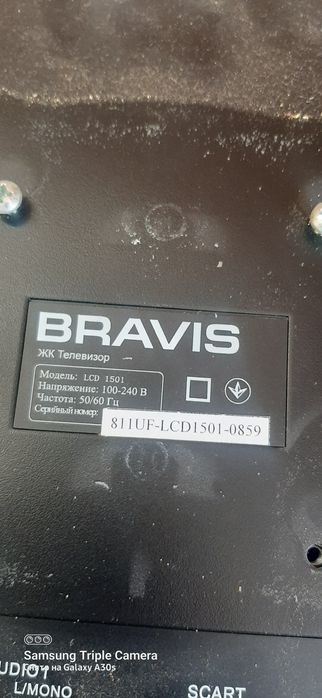 BRAVIS
ЖК Телевизор
Модель: LCD 1501
Напряжение: 100-240 В
Частота: 50/60 Гц
Серийный номер: 811UF-LCD1501-0859
Samsung Triple Camera
Снято на Galaxy A30s
UDIO1
L/MONO
SCART